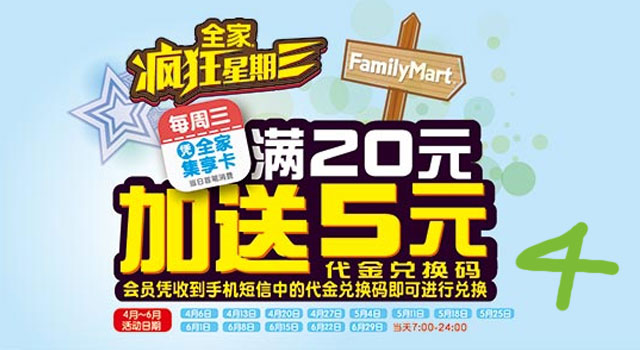 全家
疯狂星期三
FamilyMart
每周三
凭全家
集享卡
当日首笔消费
满20元
加送5元
代金兑换码
会员凭收到手机短信中的代金兑换码即可进行兑换
4
4月~6月 4月6日 4月13日 4月20日 4月27日 5月4日 5月11日 5月18日 5月25日
活动日期 6月1日 6月8日 6月15日 6月22日 6月29日 当天7:00-24:00